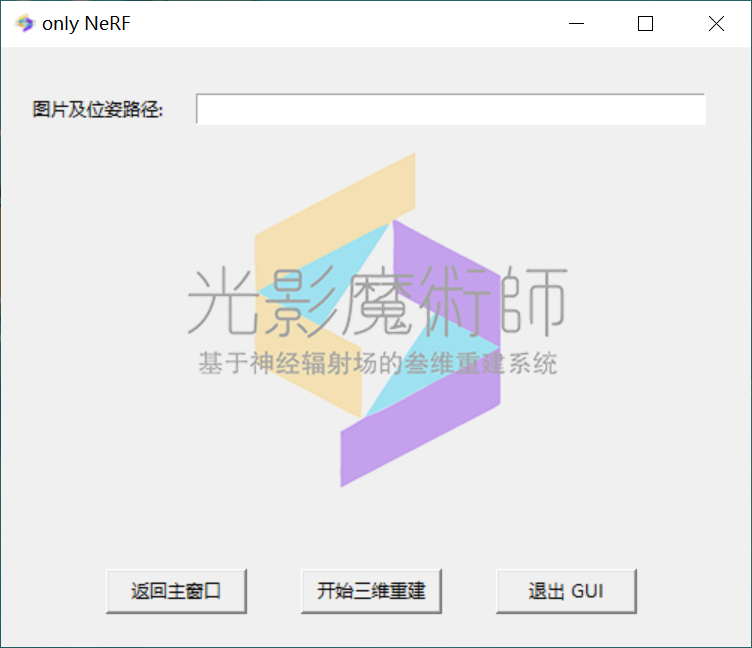 only NeRF
图片及位姿路径:
光影魔術師
基于神经辐射场的叁维重建系统
返回主窗口
开始三维重建
退出 GUI